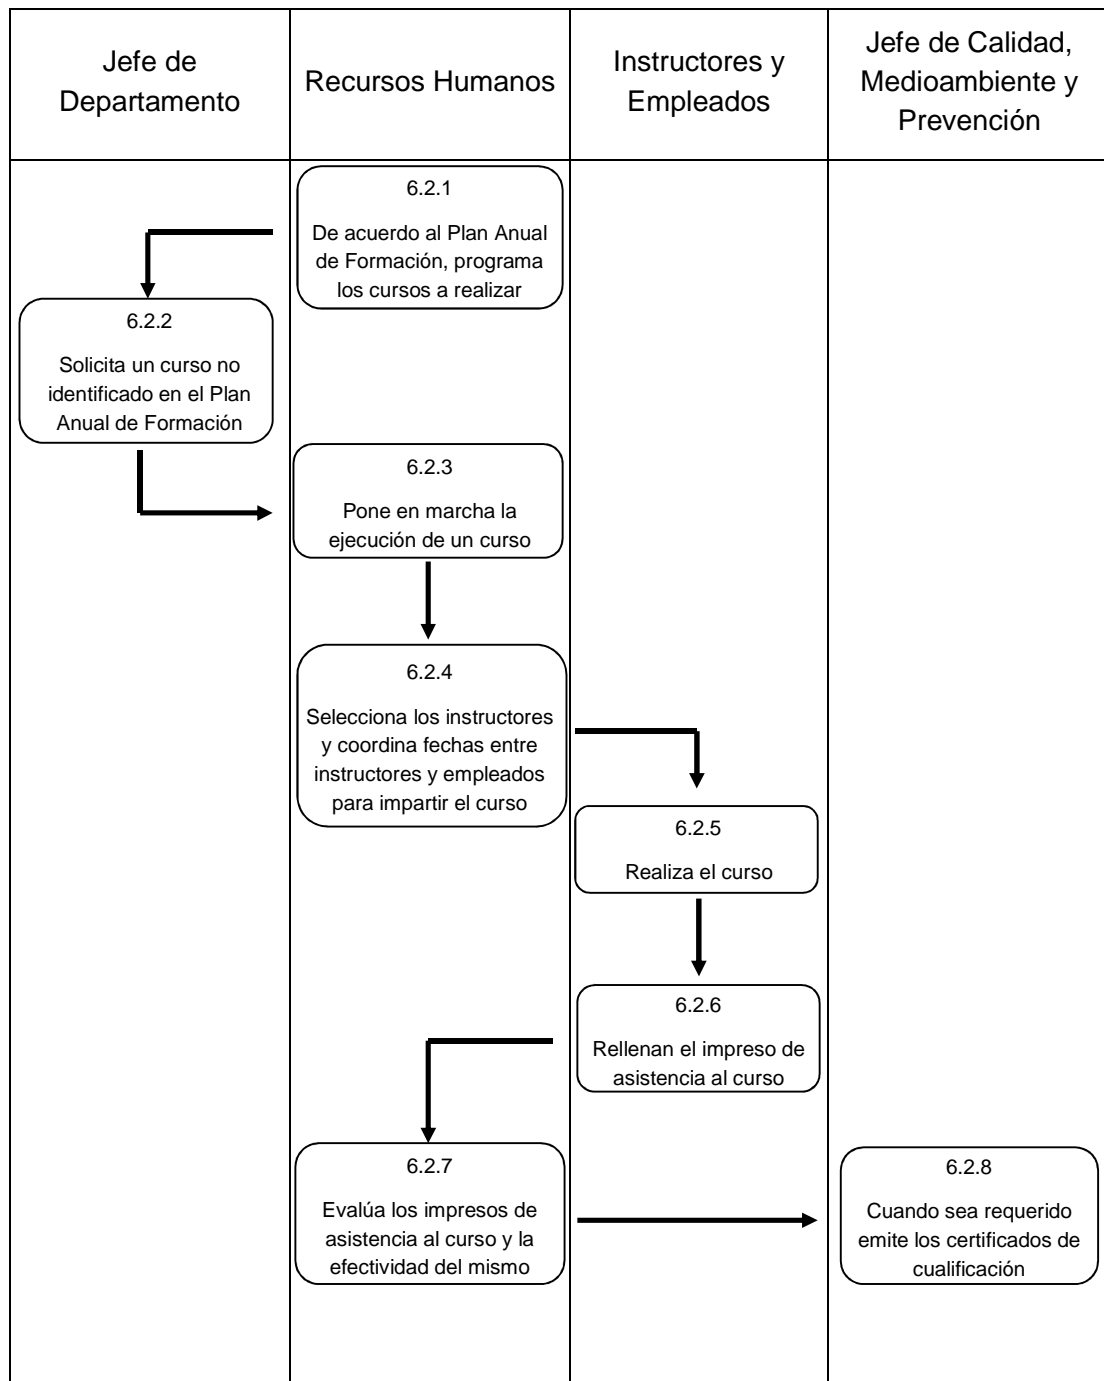 Jefe de
Departamento
Recursos Humanos
Instructores y
Empleados
Jefe de Calidad,
Medioambiente y
Prevención
6.2.1
De acuerdo al Plan Anual
de Formación, programa
los cursos a realizar
6.2.2
Solicita un curso no
identificado en el Plan
Anual de Formación
6.2.3
Pone en marcha la
ejecución de un curso
6.2.4
Selecciona los instructores
y coordina fechas entre
instructores y empleados
para impartir el curso
6.2.5
Realiza el curso
6.2.6
Rellenan el impreso de
asistencia al curso
6.2.7
Evalúa los impresos de
asistencia al curso y la
efectividad del mismo
6.2.8
Cuando sea requerido
emite los certificados de
cualificación